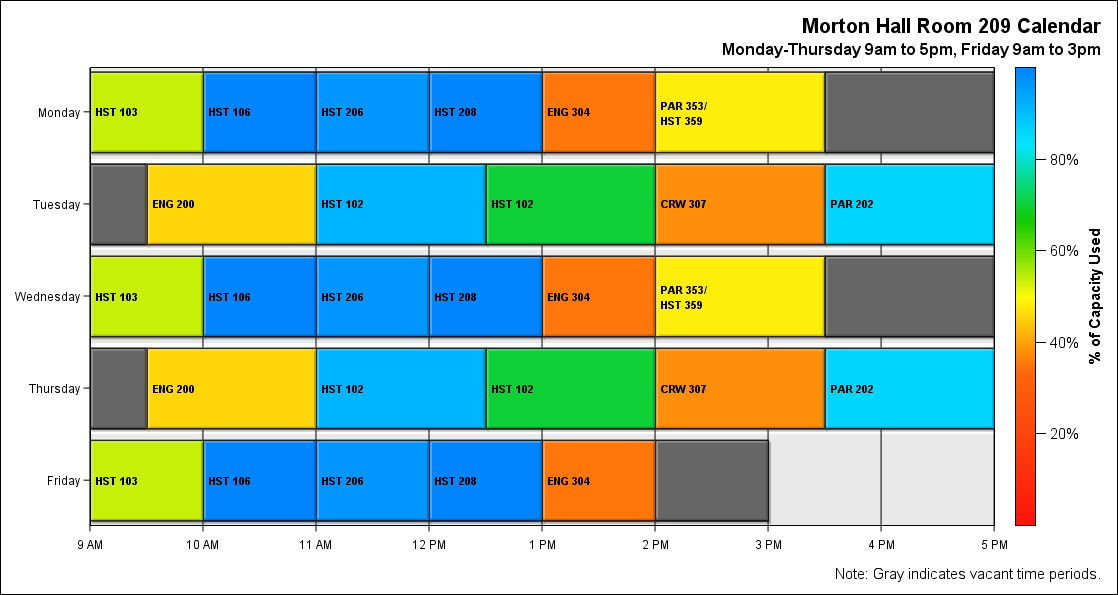 Morton Hall Room 209 Calendar
Monday-Thursday 9am to 5pm, Friday 9am to 3pm
Monday
HST 103
HST 106
HST 206
HST 208
ENG 304
PAR 353/
HST 359
Tuesday
ENG 200
HST 102
HST 102
CRW 307
PAR 202
Wednesday
HST 103
HST 106
HST 206
HST 208
ENG 304
PAR 353/
HST 359
Thursday
ENG 200
HST 102
HST 102
CRW 307
PAR 202
Friday
HST 103
HST 106
HST 206
HST 208
ENG 304
9 AM
10 AM
11 AM
12 PM
1 PM
2 PM
3 PM
4 PM
5 PM
80%
60%
40%
20%
% of Capacity Used
Note: Gray indicates vacant time periods.